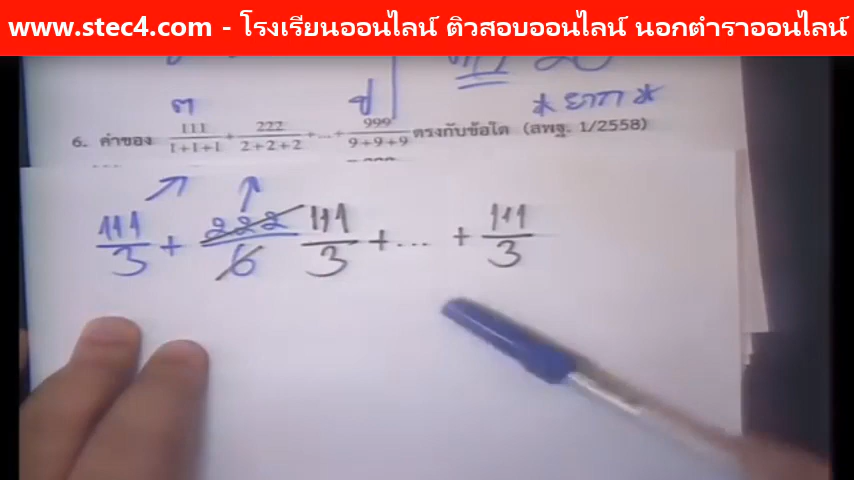 www.stec4.com - โรงเรียนออนไลน์ ติวสอบออนไลน์ นอกตำราออนไลน์
* ยาก *
6. ค่าของ 111/1+1+1 + 222/2+2+2 +...+ 999/9+9+9 ตรงกับข้อใด (สพฐ. 1/2558)
111/3 + 222/6 111/3 +... + 111/3